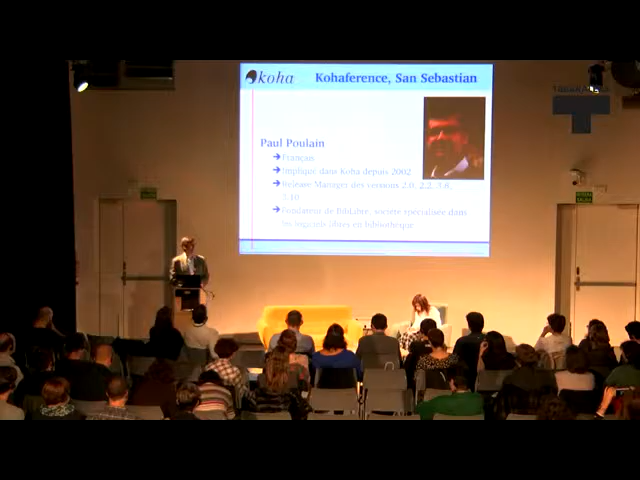 koha
Kohaference, San Sebastian
TABAKALERA
Paul Poulain
Français
Impliqué dans Koha depuis 2002
Release Manager des versions 2.0, 2.2, 3.8,
3.10
Fondateur de BibLibre, société spécialisée dans
les logiciels libres en bibliothèque